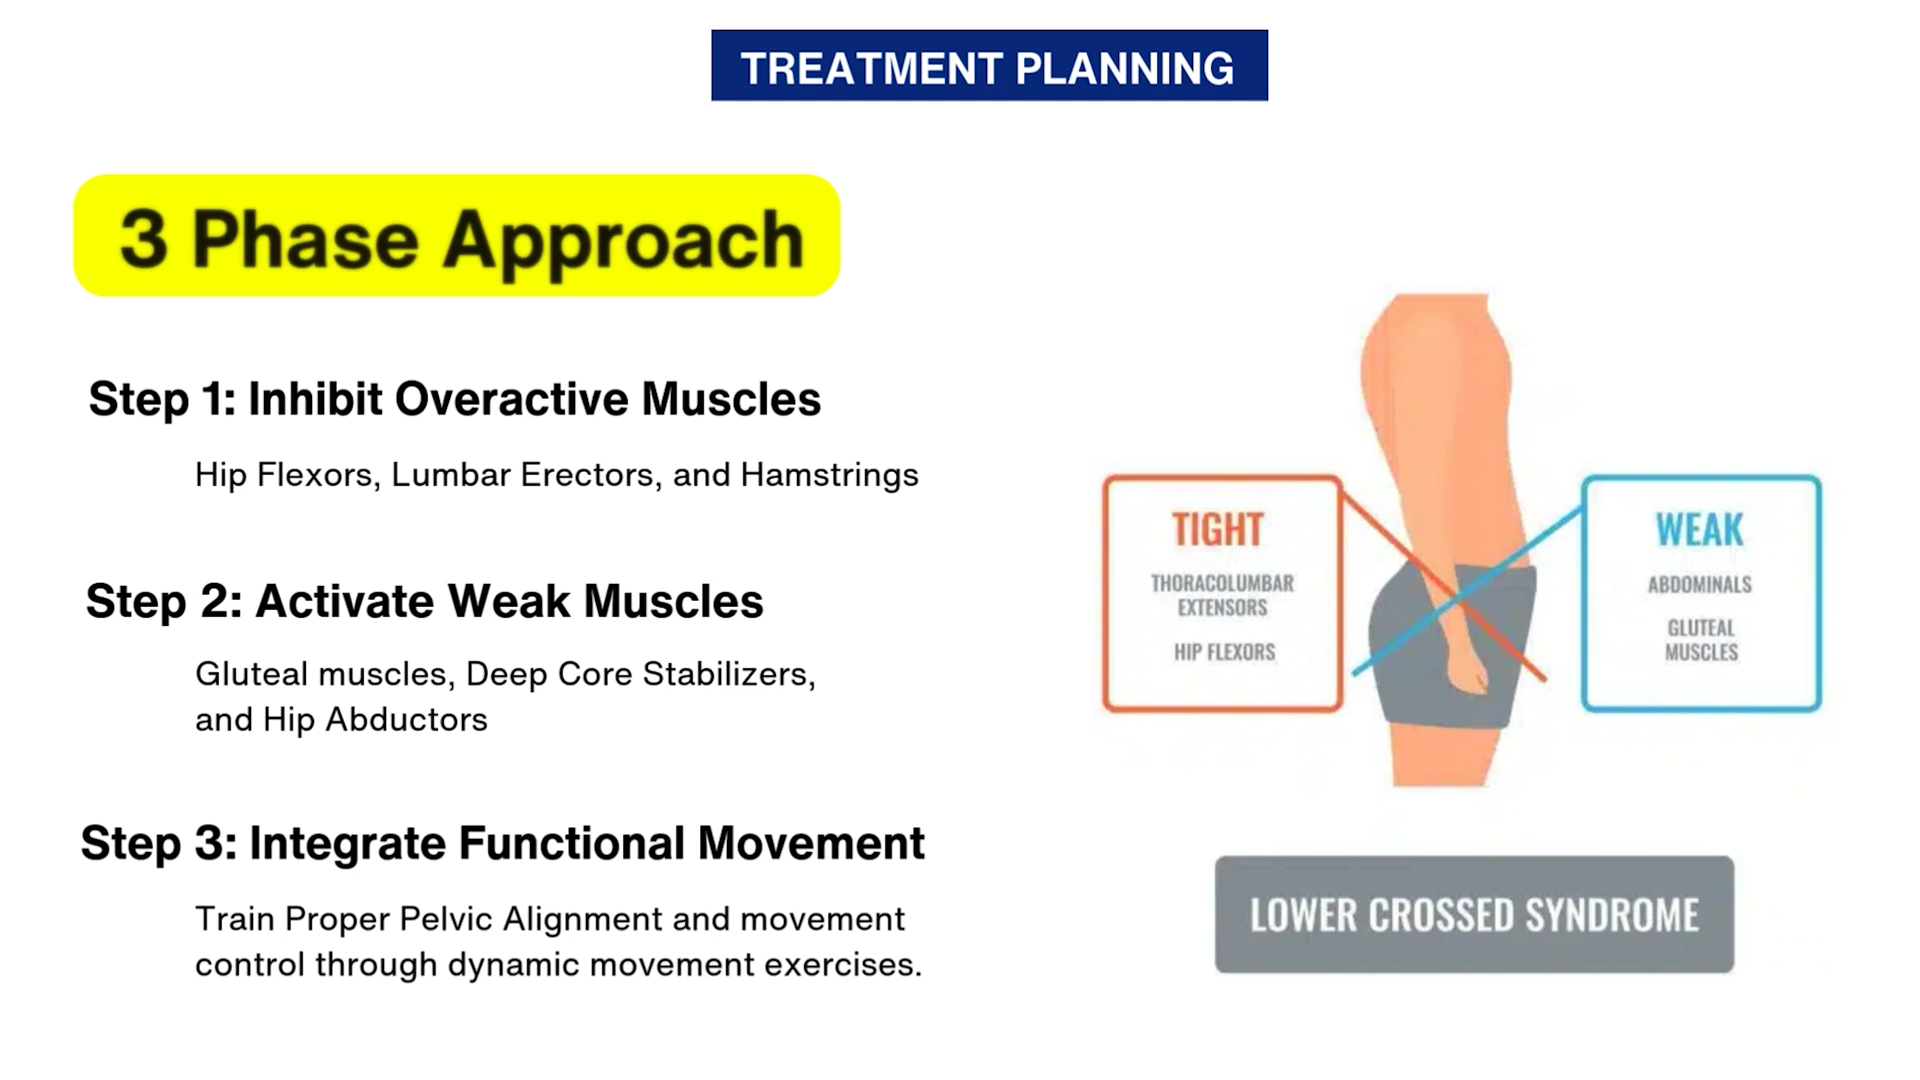 TREATMENT PLANNING
3 Phase Approach
Step 1: Inhibit Overactive Muscles
Hip Flexors, Lumbar Erectors, and Hamstrings
Step 2: Activate Weak Muscles
Gluteal muscles, Deep Core Stabilizers,
and Hip Abductors
Step 3: Integrate Functional Movement
Train Proper Pelvic Alignment and movement
control through dynamic movement exercises.
TIGHT
THORACOLUMBAR
EXTENSORS
HIP FLEXORS
WEAK
ABDOMINALS
GLUTEAL
MUSCLES
LOWER CROSSED SYNDROME